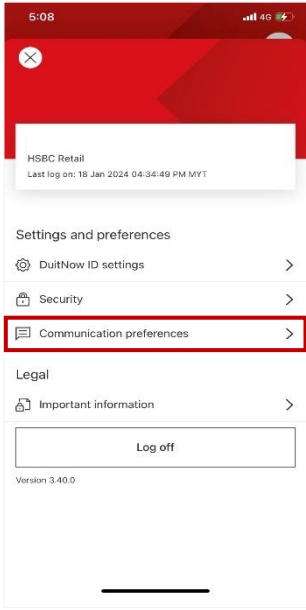 5:08
4G
HSBC Retail
Last log on: 18 Jan 2024 04:34:49 PM MYT
Settings and preferences
DuitNow ID settings
Security
Communication preferences
Legal
Important information
Log off
Version 3.40.0